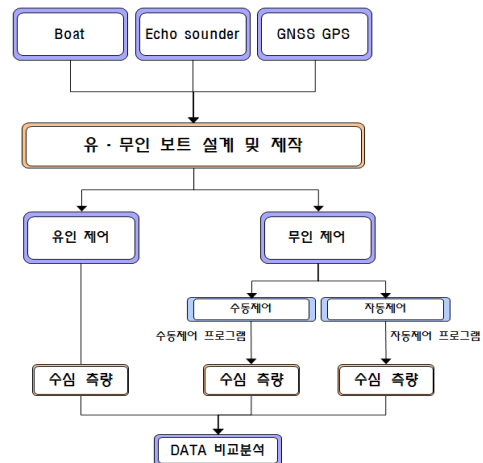 Boat
Echo sounder
GNSS GPS
유 · 무인 보트 설계 및 제작
유인 제어
무인 제어
수동제어
자동제어
수동제어 프로그램
자동제어 프로그램
수심 측량
수심 측량
수심 측량
DATA 비교분석